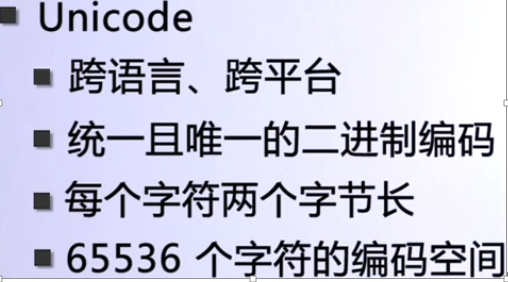 Unicode
跨语言、跨平台
统一且唯一的二进制编码
每个字符两个字节长
65536 个字符的编码空间